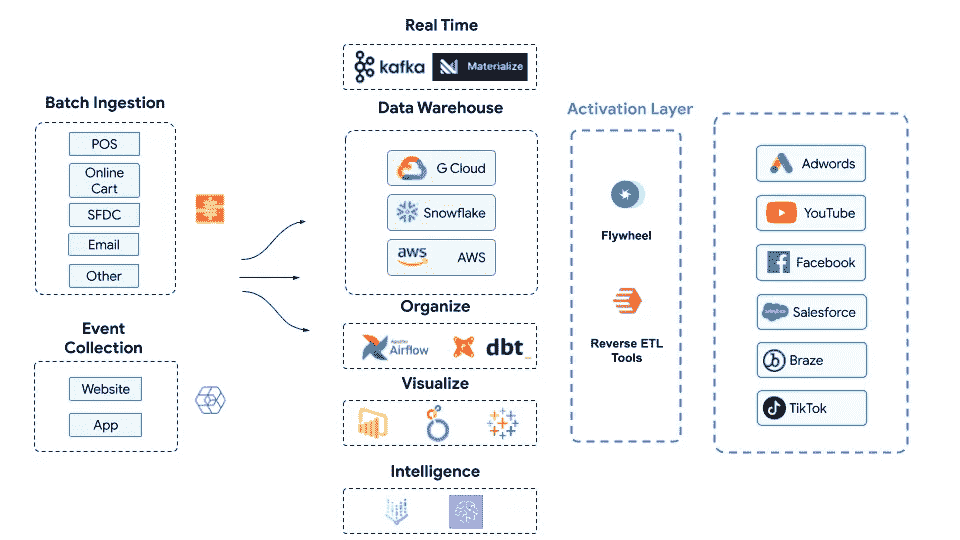 Real Time
kafka
Materialize
Batch Ingestion
POS
Online
Cart
SFDC
Email
Other
Event
Collection
Website
App
Data Warehouse
G Cloud
Snowflake
aws
AWS
Organize
Apache
Airflow
dbt
Visualize
Intelligence
Activation Layer
Flywheel
Reverse ETL
Tools
Adwords
YouTube
Facebook
salesforce
Salesforce
Braze
TikTok